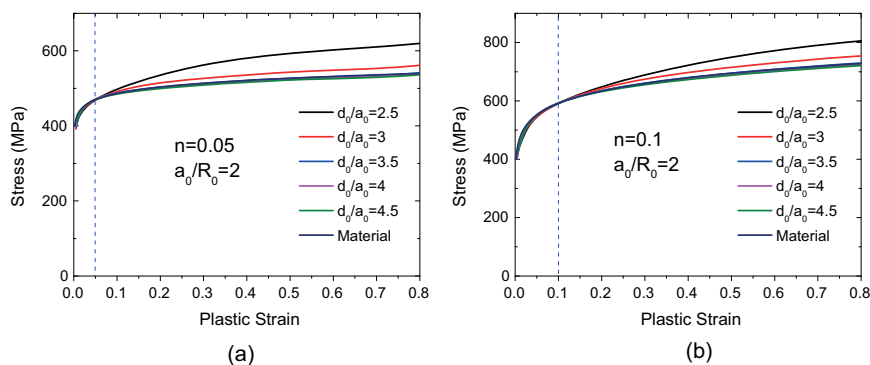 600
400
200
0
Stress (MPa)
0.0 0.1 0.2 0.3 0.4 0.5 0.6 0.7 0.8
Plastic Strain
n=0.05
a₀/R₀=2
d₀/a₀=2.5
d₀/a₀=3
d₀/a₀=3.5
d₀/a₀=4
d₀/a₀=4.5
Material
(a)
800
600
400
200
0
Stress (MPa)
0.0 0.1 0.2 0.3 0.4 0.5 0.6 0.7 0.8
Plastic Strain
n=0.1
a₀/R₀=2
d₀/a₀=2.5
d₀/a₀=3
d₀/a₀=3.5
d₀/a₀=4
d₀/a₀=4.5
Material
(b)